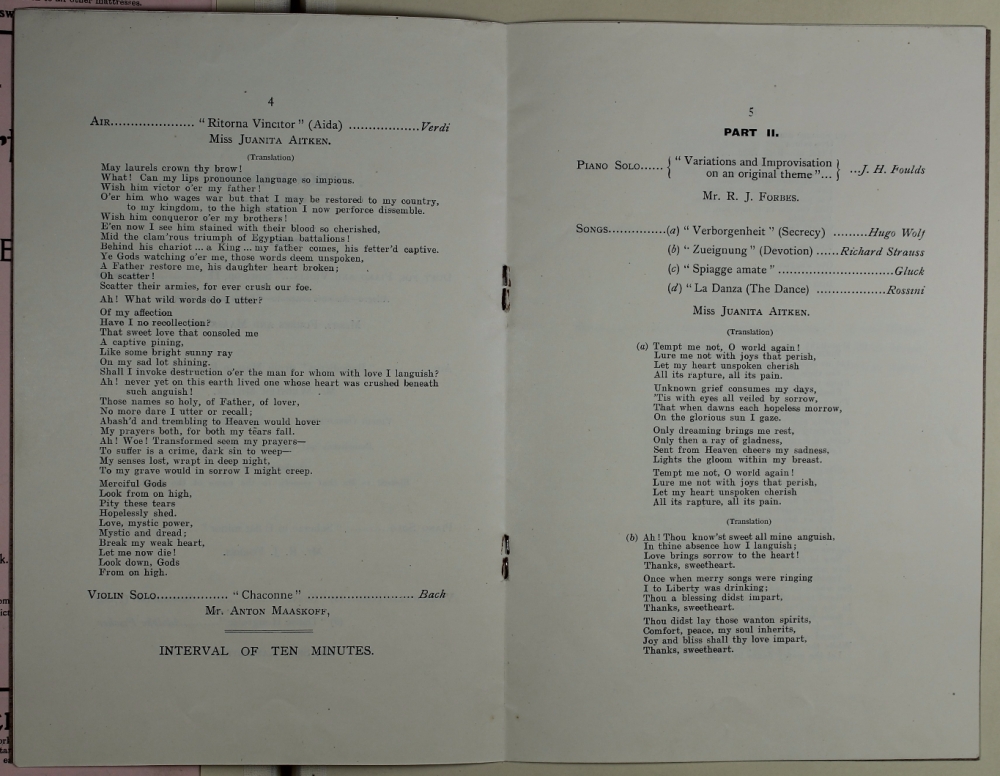 4
AIR..................... “ Ritorna Vincitor ” (Aida) ..................Verdi
Miss JUANITA AITKEN.
(Translation)
May laurels crown thy brow !
What! Can my lips pronounce language so impious.
Wish him victor o'er my father !
O'er him who wages war but that I may be restored to my country,
to my kingdom, to the high station I now perforce dissemble.
Wish him conqueror o'er my brothers !
E'en now I see him stained with their blood so cherished,
Mid the clam'rous triumph of Egyptian battalions !
Behind his chariot ... a King ... my father comes, his fetter'd captive.
Ye Gods watching o'er me, those words deem unspoken,
A Father restore me, his daughter heart broken;
Oh scatter !
Scatter their armies, for ever crush our foe.
Ah! What wild words do I utter?
Of my affection
Have I no recollection?
That sweet love that consoled me
A captive pining,
Like some bright sunny ray
On my sad lot shining.
Shall I invoke destruction o'er the man for whom with love I languish?
Ah! never yet on this earth lived one whose heart was crushed beneath
such anguish !
Those names so holy, of Father, of lover,
No more dare I utter or recall;
Abash'd and trembling to Heaven would hover
My prayers both, for both my tears fall.
Ah! Woe! Transformed seem my prayers—
To suffer is a crime, dark sin to weep—
My senses lost, wrapt in deep night,
To my grave would in sorrow I might creep.
Merciful Gods
Look from on high,
Pity these tears
Hopelessly shed.
Love, mystic power,
Mystic and dread;
Break my weak heart,
Let me now die !
Look down, Gods
From on high.
VIOLIN SOLO.................. “ Chaconne ” ........................... Bach
Mr. ANTON MAASKOFF,
INTERVAL OF TEN MINUTES.
5
PART II.
PIANO SOLO...... { “ Variations and Improvisation
on an original theme ”... } ...J. H. Foulds
Mr. R. J. FORBES.
SONGS...............(a) “ Verborgenheit ” (Secrecy) .........Hugo Wolf
(b) “ Zueignung ” (Devotion) ......Richard Strauss
(c) “ Spiagge amate ” .............................Gluck
(d) “ La Danza (The Dance) ..................Rossini
Miss JUANITA AITKEN.
(Translation)
(a) Tempt me not, O world again !
Lure me not with joys that perish,
Let my heart unspoken cherish
All its rapture, all its pain.
Unknown grief consumes my days,
'Tis with eyes all veiled by sorrow,
That when dawns each hopeless morrow,
On the glorious sun I gaze.
Only dreaming brings me rest,
Only then a ray of gladness,
Sent from Heaven cheers my sadness,
Lights the gloom within my breast.
Tempt me not, O world again !
Lure me not with joys that perish,
Let my heart unspoken cherish
All its rapture, all its pain.
(Translation)
(b) Ah ! Thou know'st sweet all mine anguish,
In thine absence how I languish ;
Love brings sorrow to the heart !
Thanks, sweetheart.
Once when merry songs were ringing
I to Liberty was drinking;
Thou a blessing didst impart,
Thanks, sweetheart.
Thou didst lay those wanton spirits,
Comfort, peace, my soul inherits,
Joy and bliss shall thy love impart,
Thanks, sweetheart.